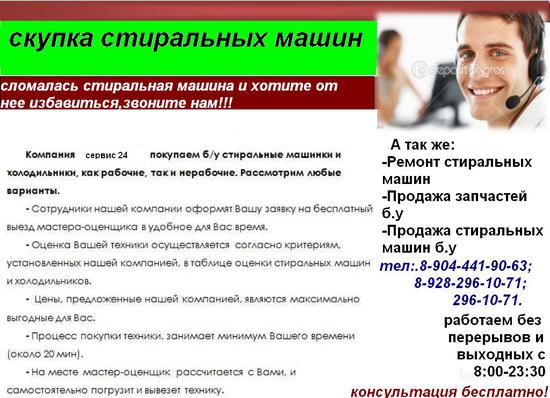 скупка стиральных машин
сломалась стиральная машина и хотите от
нее избавиться,звоните нам!!!
depositphotos
Компания сервис 24 покупаем б/у стиральные машинки и
холодильники, как рабочие, так и нерабочие. Рассмотрим любые
варианты.
- Сотрудники нашей компании оформят Вашу заявку на бесплатный
выезд мастера-оценщика в удобное для Вас время.
- Оценка Вашей техники осуществляется согласно критериям,
установленных нашей компанией, в таблице оценки стиральных машин
и холодильников.
- Цены, предложенные нашей компанией, являются максимально
выгодные для Вас.
- Процесс покупки техники, занимает минимум Вашего времени
(около 20 мин).
- На месте мастер-оценщик рассчитается с Вами, и
самостоятельно погрузит и вывезет технику.
А так же:
-Ремонт стиральных
машин
-Продажа запчастей
б.у
-Продажа стиральных
машин б.у
тел:.8-904-441-90-63;
8-928-296-10-71;
296-10-71.
работаем без
перерывов и
выходных с
8:00-23:30
консультация бесплатно!